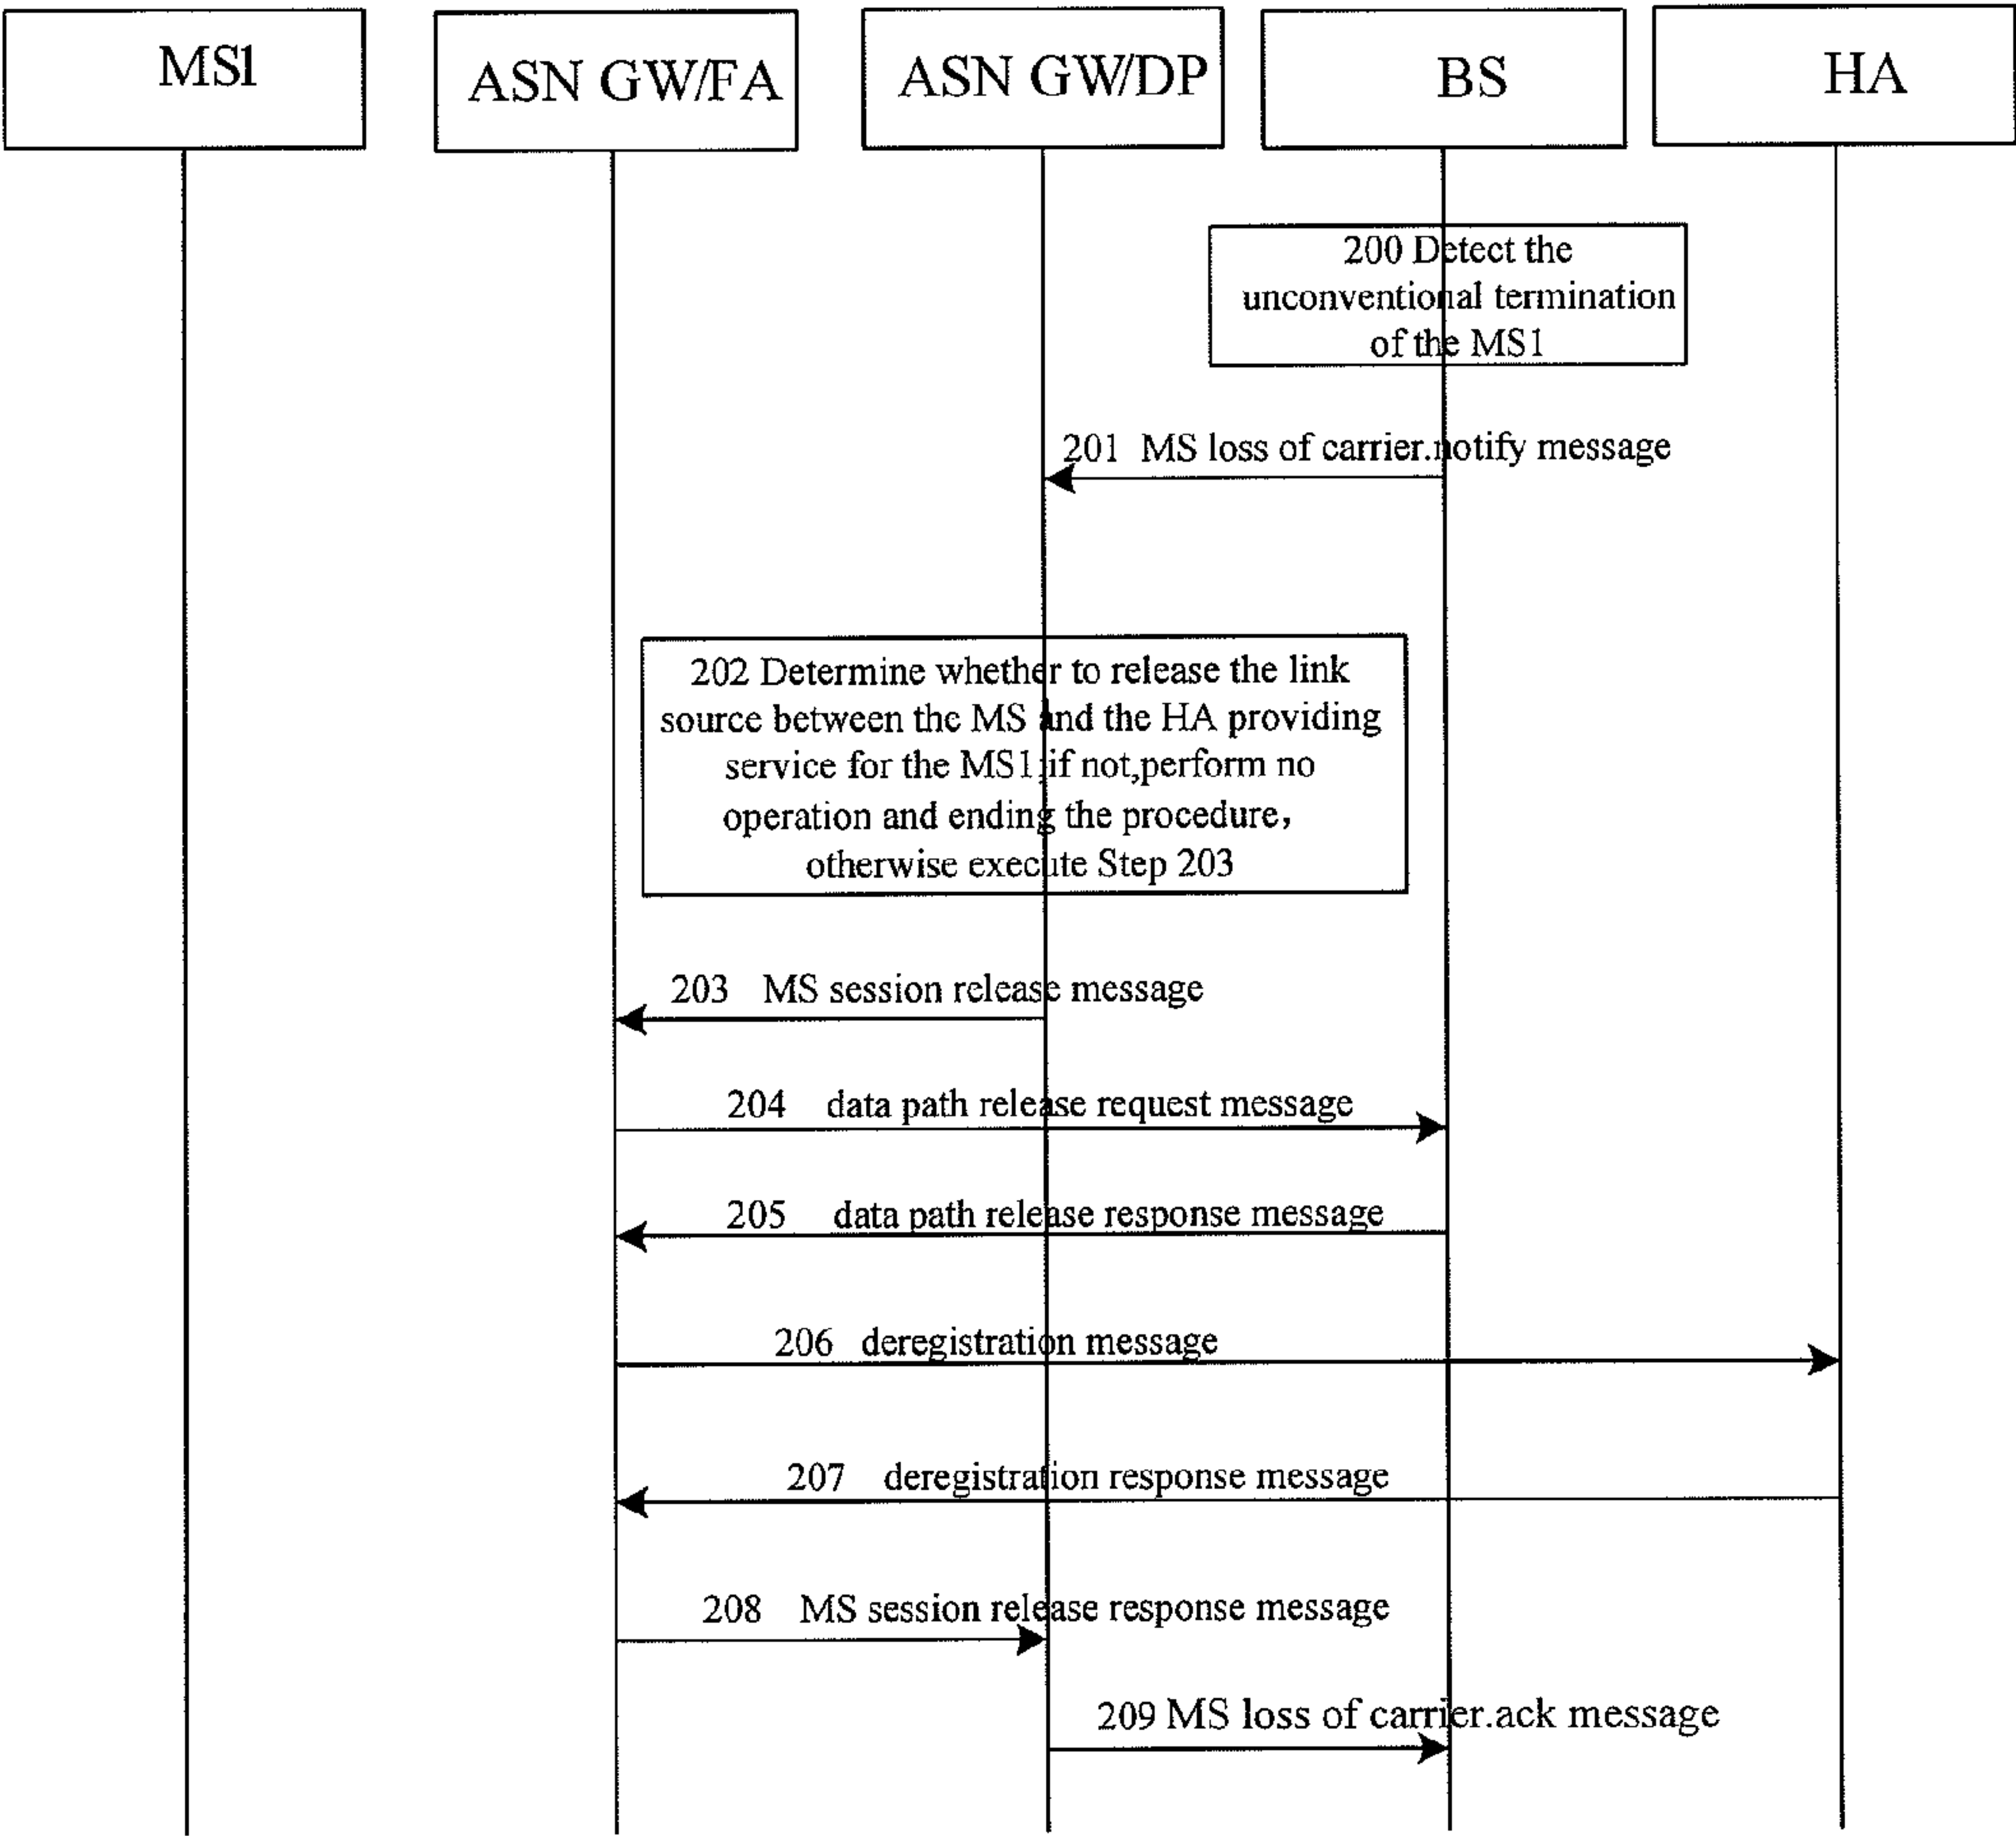 MS1
ASN GW/FA
ASN GW/DP
BS
HA
200 Detect the
unconventional termination
of the MS1
201 MS loss of carrier.notify message
202 Determine whether to release the link
source between the MS and the HA providing
service for the MS1,if not,perform no
operation and ending the procedure,
otherwise execute Step 203
203 MS session release message
204 data path release request message
205 data path release response message
206 deregistration message
207 deregistration response message
208 MS session release response message
209 MS loss of carrier.ack message